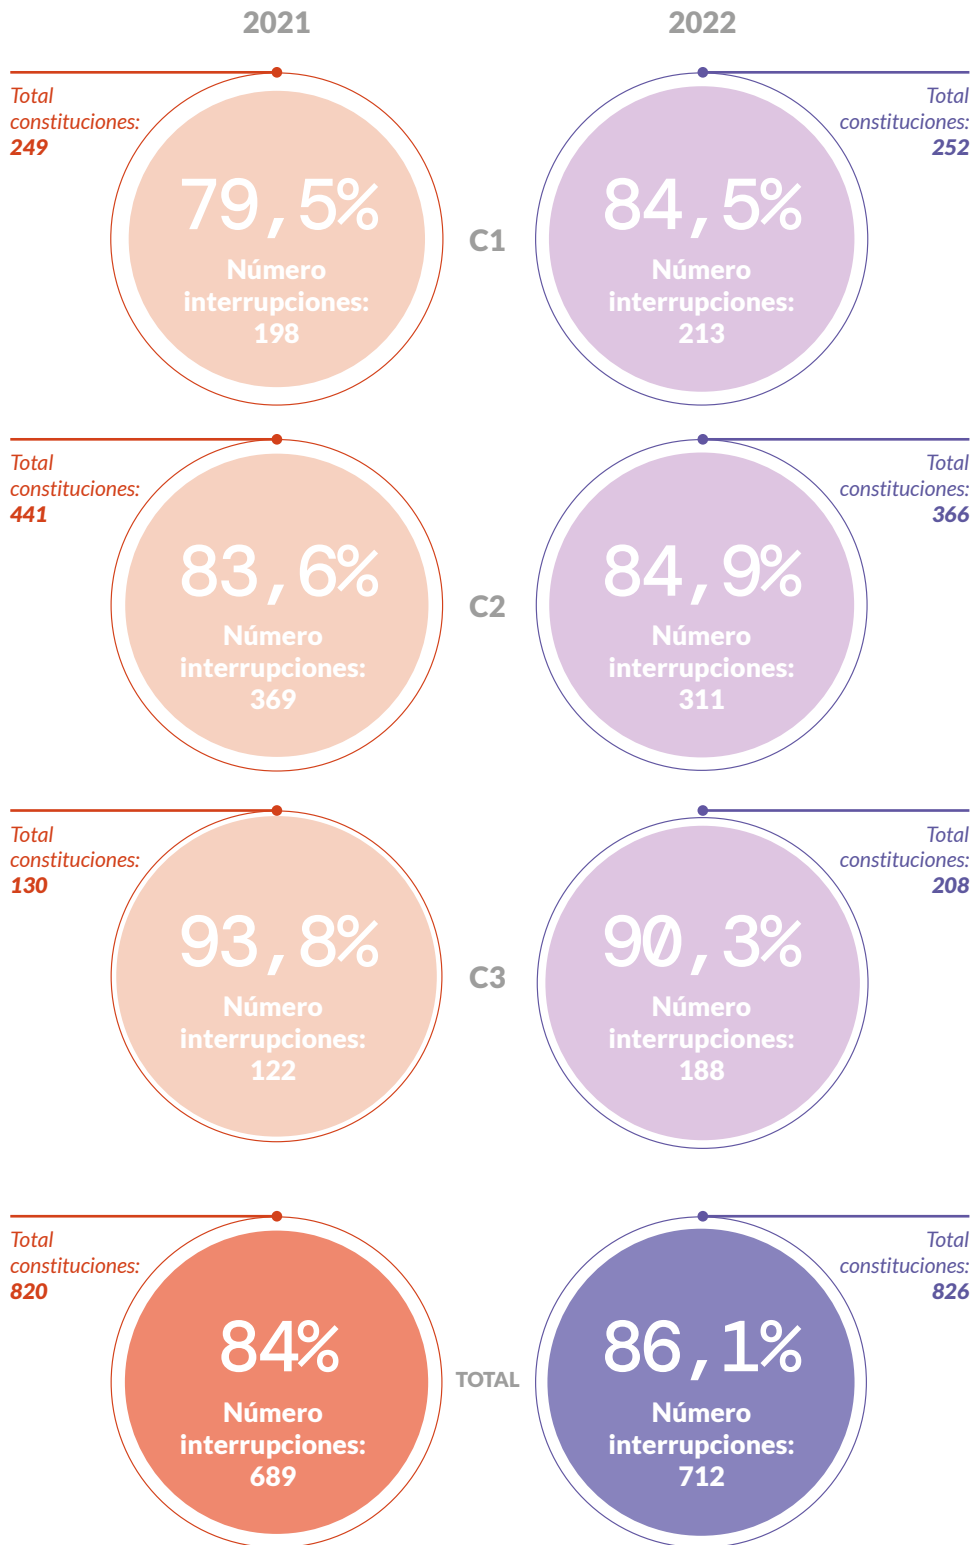 2021
2022
Total
constituciones:
249
79,5%
Número
interrupciones:
198
C1
Total
constituciones:
252
84,5%
Número
interrupciones:
213
Total
constituciones:
441
83,6%
Número
interrupciones:
369
C2
Total
constituciones:
366
84,9%
Número
interrupciones:
311
Total
constituciones:
130
93,8%
Número
interrupciones:
122
C3
Total
constituciones:
208
90,3%
Número
interrupciones:
188
Total
constituciones:
820
84%
Número
interrupciones:
689
TOTAL
Total
constituciones:
826
86,1%
Número
interrupciones:
712